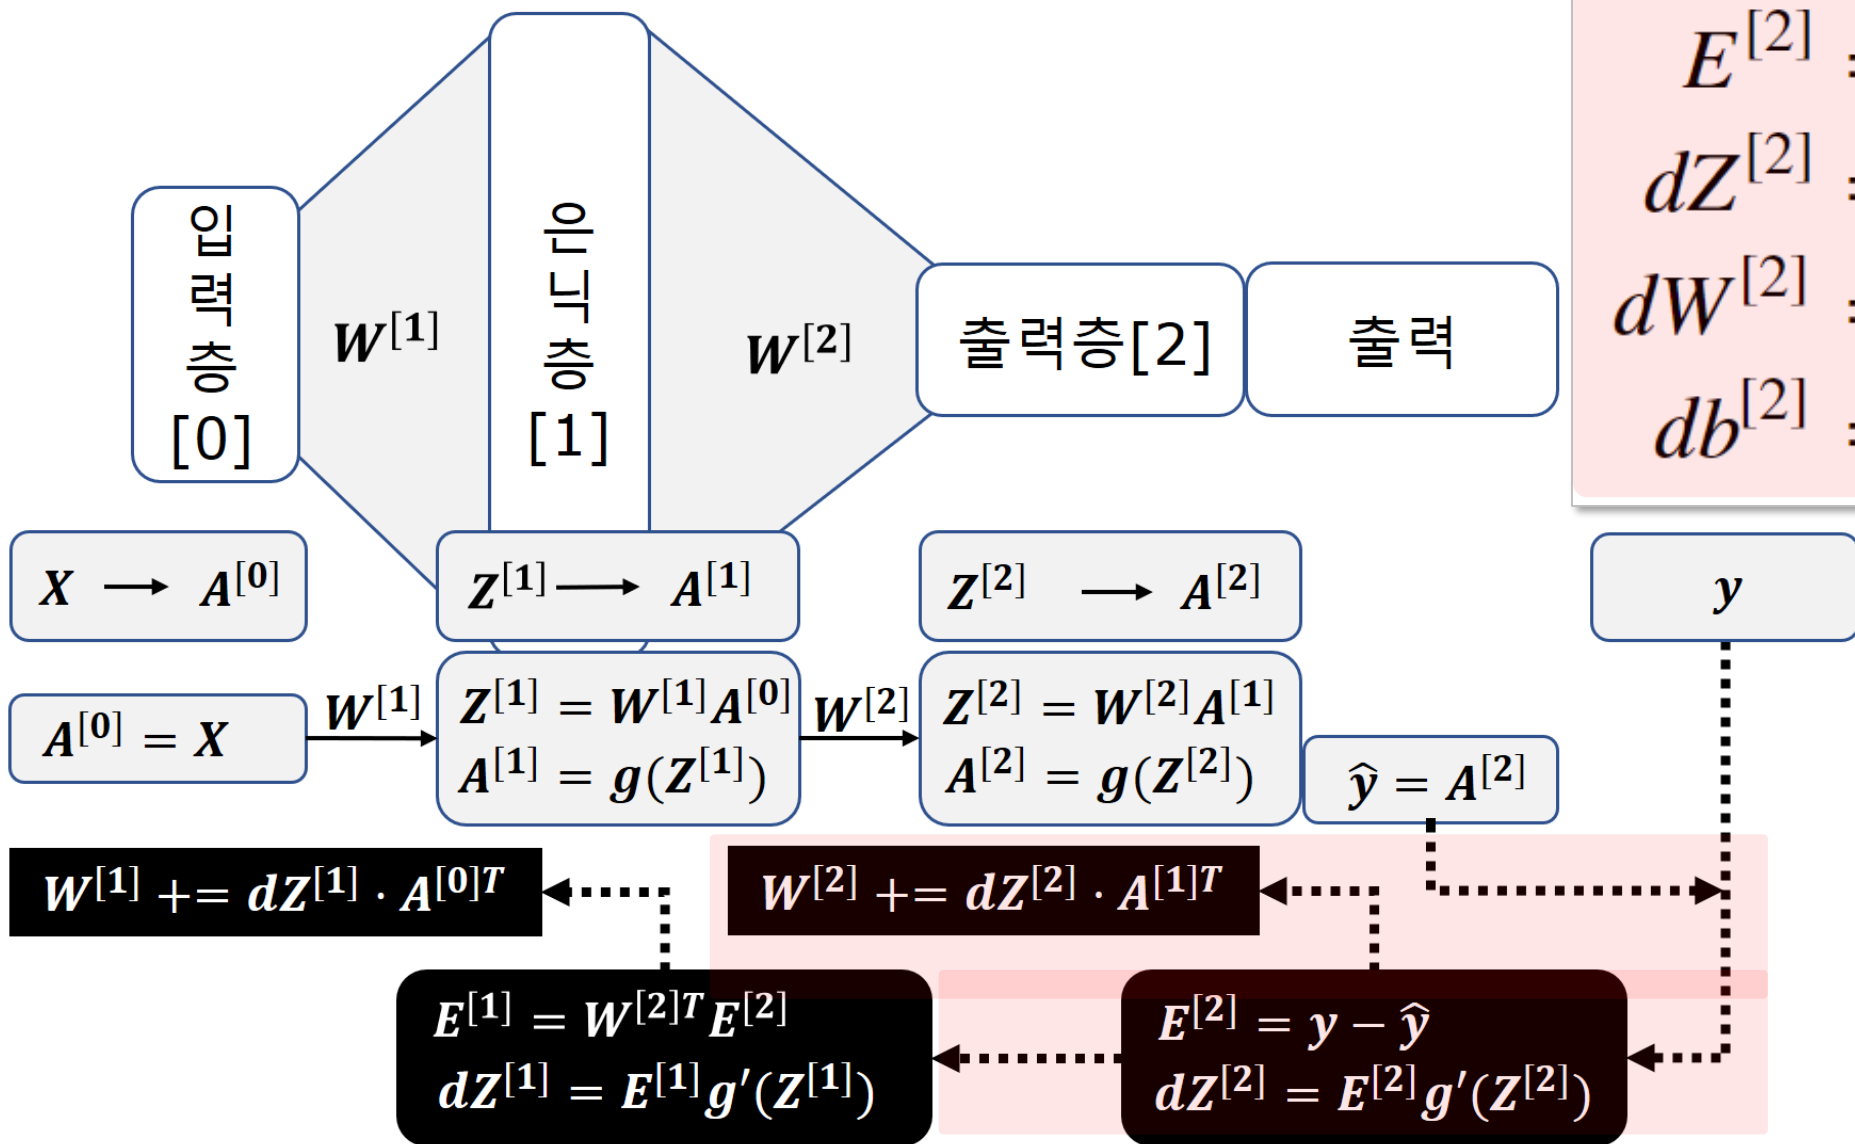 입력층[0]
W^[1]
은닉층[1]
W^[2]
출력층[2]
출력
E^[2] =
dZ^[2] =
dW^[2] =
db^[2] =
X → A^[0]
Z^[1] → A^[1]
Z^[2] → A^[2]
y
A^[0] = X
W^[1]
Z^[1] = W^[1]A^[0]
A^[1] = g(Z^[1])
W^[2]
Z^[2] = W^[2]A^[1]
A^[2] = g(Z^[2])
ŷ = A^[2]
W^[1] += dZ^[1] · A^[0]T
W^[2] += dZ^[2] · A^[1]T
E^[1] = W^[2]T E^[2]
dZ^[1] = E^[1]g′(Z^[1])
E^[2] = y − ŷ
dZ^[2] = E^[2]g′(Z^[2])